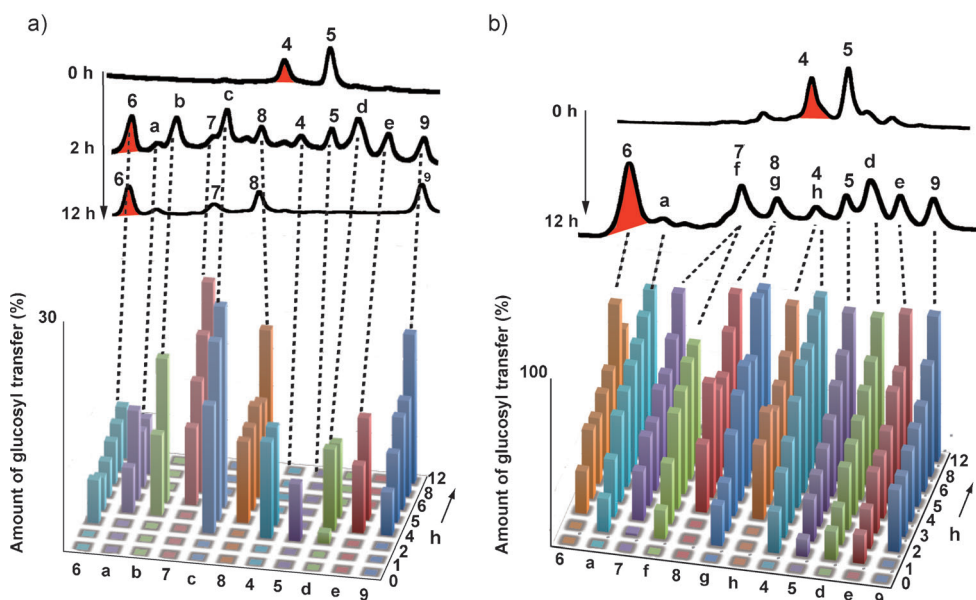 a)
4 5
0 h
6 a b 7 c 8 4 5 d e 9
2 h
6 7 8 9
12 h
30
Amount of glucosyl transfer (%)
12
8
6
5
4
2
1
0
h
6 a b 7 c 8 4 5 d e 9
b)
4 5
0 h
6 a 7 8 4 5 d e 9
f g h
12 h
100
Amount of glucosyl transfer (%)
12
8
6
5
4
3
2
1
0
h
6 a 7 f 8 g h 4 5 d e 9